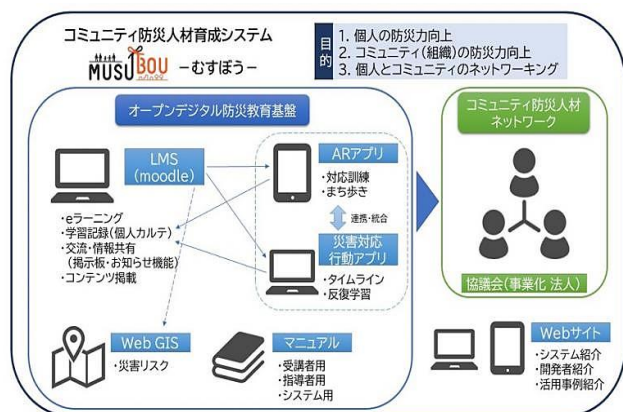 コミュニティ防災人材育成システム
MUSUBOU －むすぼう－
目的
1. 個人の防災力向上
2. コミュニティ(組織)の防災力向上
3. 個人とコミュニティのネットワーキング
オープンデジタル防災教育基盤
LMS
(moodle)
・eラーニング
・学習記録(個人カルテ)
・交流・情報共有
(掲示板・お知らせ機能)
・コンテンツ掲載
ARアプリ
・対応訓練
・まち歩き
連携・統合
災害対応
行動アプリ
・タイムライン
・反復学習
Web GIS
・災害リスク
マニュアル
・受講者用
・指導者用
・システム用
コミュニティ防災人材
ネットワーク
協議会(事業化 法人)
Webサイト
・システム紹介
・開発者紹介
・活用事例紹介